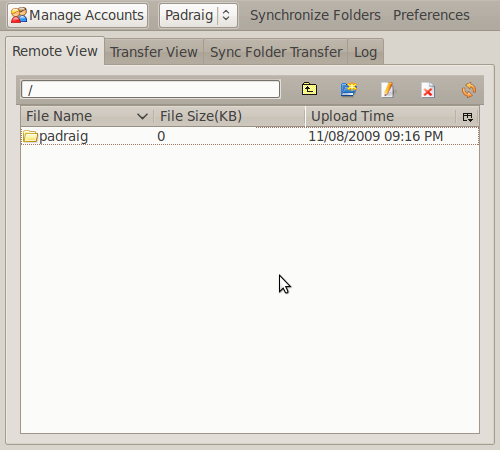 Manage Accounts Padraig Synchronize Folders Preferences
Remote View Transfer View Sync Folder Transfer Log
/
File Name File Size(KB) Upload Time
padraig 0 11/08/2009 09:16 PM